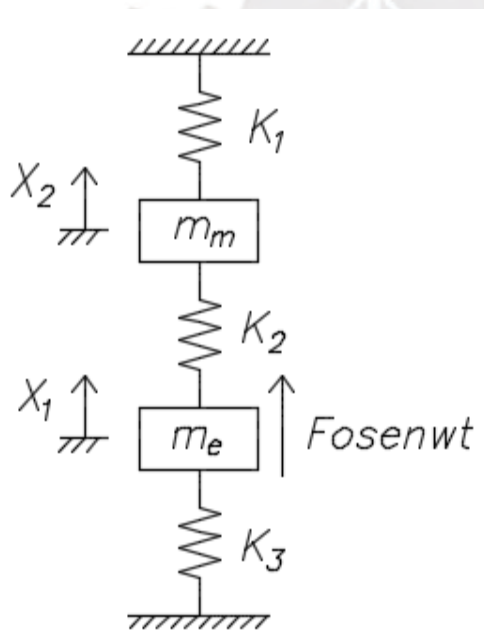 K₁
X₂
mₘ
K₂
X₁
mₑ
Fosenwt
K₃